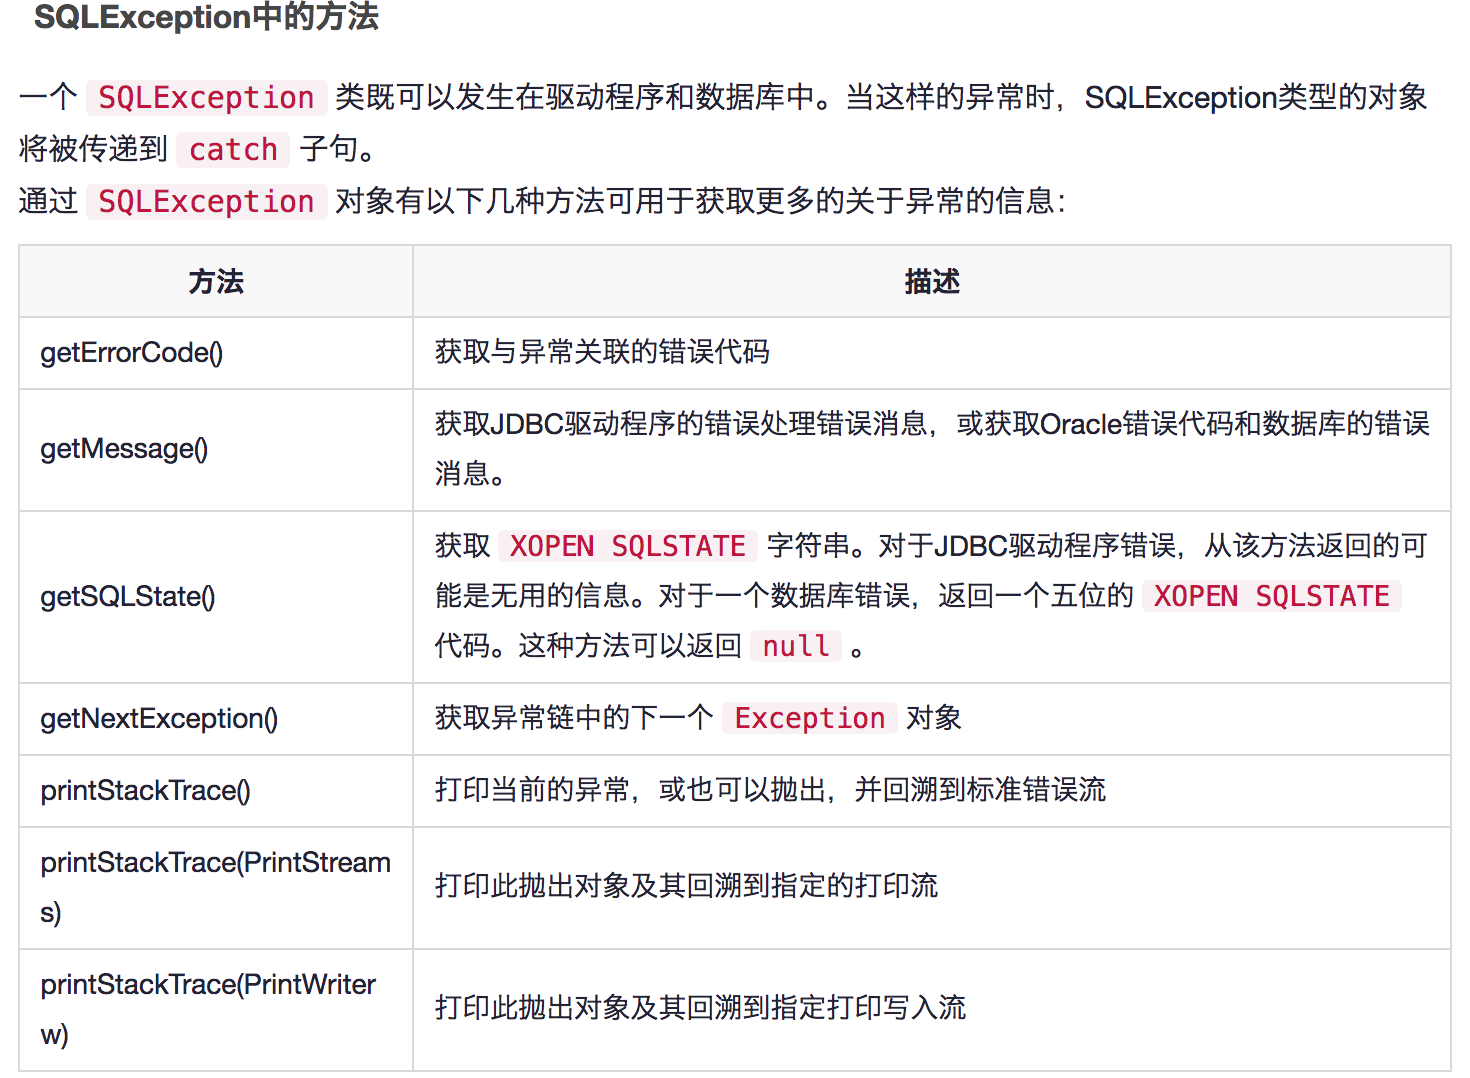 SQLException中的方法
一个 SQLException 类既可以发生在驱动程序和数据库中。当这样的异常时，SQLException类型的对象
将被传递到 catch 子句。
通过 SQLException 对象有以下几种方法可用于获取更多的关于异常的信息：
方法 描述
getErrorCode() 获取与异常关联的错误代码
getMessage() 获取JDBC驱动程序的错误处理错误消息，或获取Oracle错误代码和数据库的错误
消息。
getSQLState() 获取 XOPEN SQLSTATE 字符串。对于JDBC驱动程序错误，从该方法返回的可
能是无用的信息。对于一个数据库错误，返回一个五位的 XOPEN SQLSTATE
代码。这种方法可以返回 null 。
getNextException() 获取异常链中的下一个 Exception 对象
printStackTrace() 打印当前的异常，或也可以抛出，并回溯到标准错误流
printStackTrace(PrintStream
s) 打印此抛出对象及其回溯到指定的打印流
printStackTrace(PrintWriter
w) 打印此抛出对象及其回溯到指定打印写入流